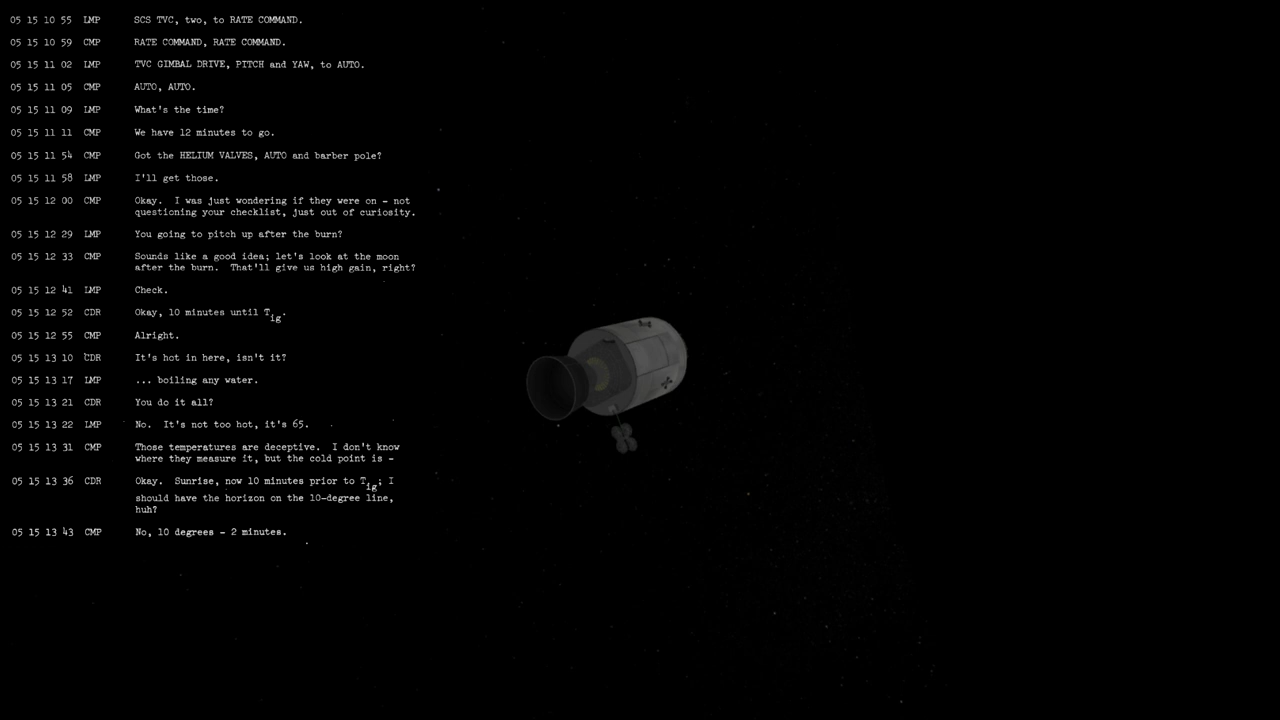 05 15 10 55 LMP SCS TVC, two, to RATE COMMAND.
05 15 10 59 CMP RATE COMMAND, RATE COMMAND.
05 15 11 02 LMP TVC GIMBAL DRIVE, PITCH and YAW, to AUTO.
05 15 11 05 CMP AUTO, AUTO.
05 15 11 09 LMP What's the time?
05 15 11 11 CMP We have 12 minutes to go.
05 15 11 54 CMP Got the HELIUM VALVES, AUTO and barber pole?
05 15 11 58 LMP I'll get those.
05 15 12 00 CMP Okay. I was just wondering if they were on - not
questioning your checklist, just out of curiosity.
05 15 12 29 LMP You going to pitch up after the burn?
05 15 12 33 CMP Sounds like a good idea; let's look at the moon
after the burn. That'll give us high gain, right?
05 15 12 41 LMP Check.
05 15 12 52 CDR Okay, 10 minutes until Tig.
05 15 12 55 CMP Alright.
05 15 13 10 CDR It's hot in here, isn't it?
05 15 13 17 LMP ... boiling any water.
05 15 13 21 CDR You do it all?
05 15 13 22 LMP No. It's not too hot, it's 65.
05 15 13 31 CMP Those temperatures are deceptive. I don't know
where they measure it, but the cold point is -
05 15 13 36 CDR Okay. Sunrise, now 10 minutes prior to Tig; I
should have the horizon on the 10-degree line,
huh?
05 15 13 43 CMP No, 10 degrees - 2 minutes.